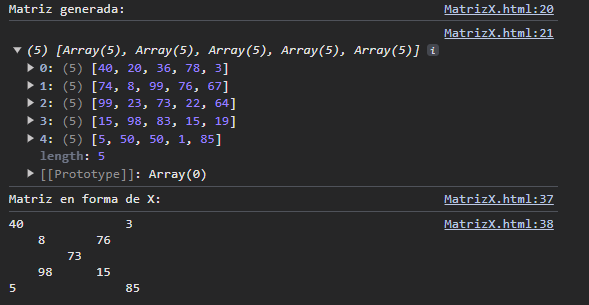 Matriz generada: MatrizX.html:20
MatrizX.html:21
▼ (5) [Array(5), Array(5), Array(5), Array(5), Array(5)] i
▶ 0: (5) [40, 20, 36, 78, 3]
▶ 1: (5) [74, 8, 99, 76, 67]
▶ 2: (5) [99, 23, 73, 22, 64]
▶ 3: (5) [15, 98, 83, 15, 19]
▶ 4: (5) [5, 50, 50, 1, 85]
length: 5
▶ [[Prototype]]: Array(0)
Matriz en forma de X: MatrizX.html:37
40 3 MatrizX.html:38
8 76
73
98 15
5 85